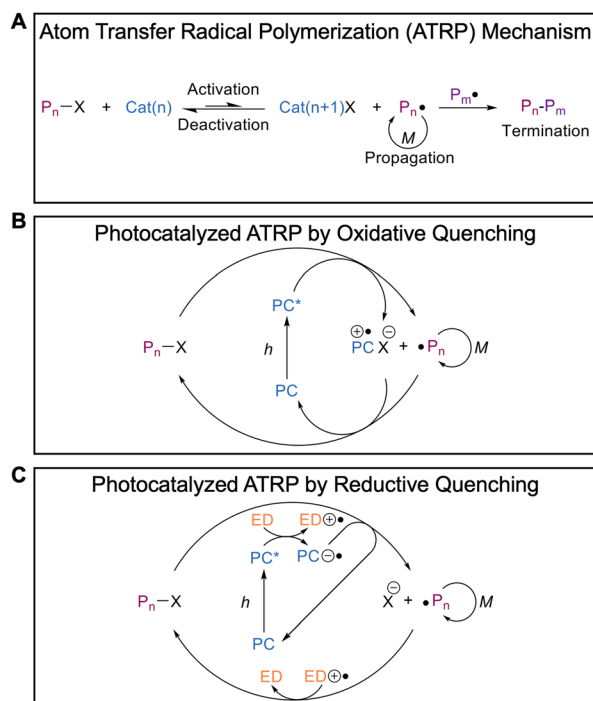 A
Atom Transfer Radical Polymerization (ATRP) Mechanism
Pn–X + Cat(n) Activation Deactivation Cat(n+1)X + Pn• Pm• Pn-Pm
M
Propagation
Termination
B
Photocatalyzed ATRP by Oxidative Quenching
PC*
Pn–X
h
⊕• ⊖
PC X + •Pn
M
PC
C
Photocatalyzed ATRP by Reductive Quenching
ED ED⊕•
PC* PC⊖•
Pn–X
h
X⊖ + •Pn
M
PC
ED ED⊕•